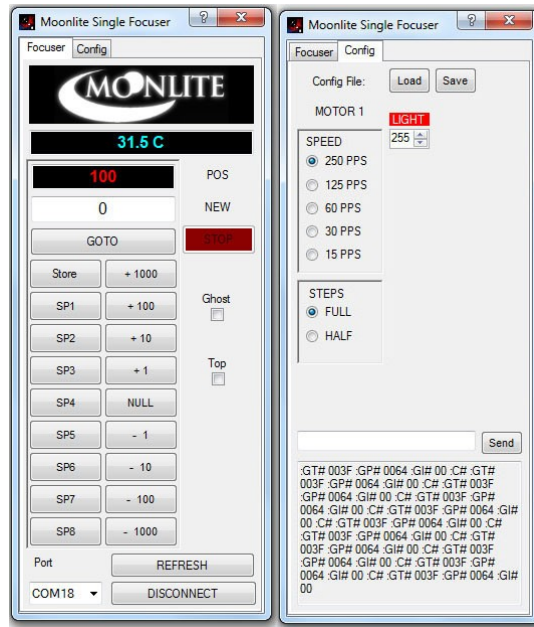 Moonlite Single Focuser
Focuser Config
MOONLITE
31.5 C
100 POS
0 NEW
GOTO STOP
Store + 1000
SP1 + 100 Ghost
SP2 + 10
SP3 + 1 Top
SP4 NULL
SP5 - 1
SP6 - 10
SP7 - 100
SP8 - 1000
Port REFRESH
COM18 DISCONNECT
Moonlite Single Focuser
Focuser Config
Config File: Load Save
MOTOR 1 LIGHT
SPEED 255
250 PPS
125 PPS
60 PPS
30 PPS
15 PPS
STEPS
FULL
HALF
Send
:GT# 003F :GP# 0064 :GI# 00 :C# :GT#
003F :GP# 0064 :GI# 00 :C# :GT# 003F
:GP# 0064 :GI# 00 :C# :GT# 003F :GP#
0064 :GI# 00 :C# :GT# 003F :GP# 0064 :GI#
00 :C# :GT# 003F :GP# 0064 :GI# 00 :C#
:GT# 003F :GP# 0064 :GI# 00 :C# :GT#
003F :GP# 0064 :GI# 00 :C# :GT# 003F
:GP# 0064 :GI# 00 :C# :GT# 003F :GP#
0064 :GI# 00 :C# :GT# 003F :GP# 0064 :GI#
00